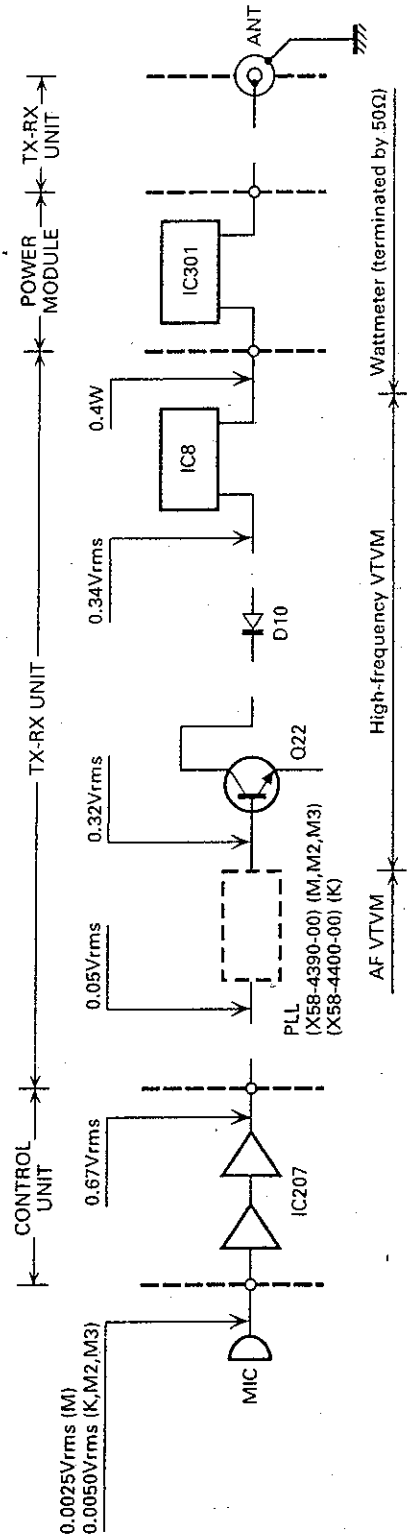 CONTROL
UNIT
TX-RX UNIT
POWER
MODULE
TX-RX
UNIT
0.0025Vrms (M)
0.0050Vrms (K,M2,M3)
0.67Vrms
0.05Vrms
0.32Vrms
0.34Vrms
0.4W
MIC
IC207
PLL
(X58-4390-00) (M,M2,M3)
(X58-4400-00) (K)
Q22
D10
IC8
IC301
ANT
AF VTVM
High-frequency VTVM
Wattmeter (terminated by 50Ω)